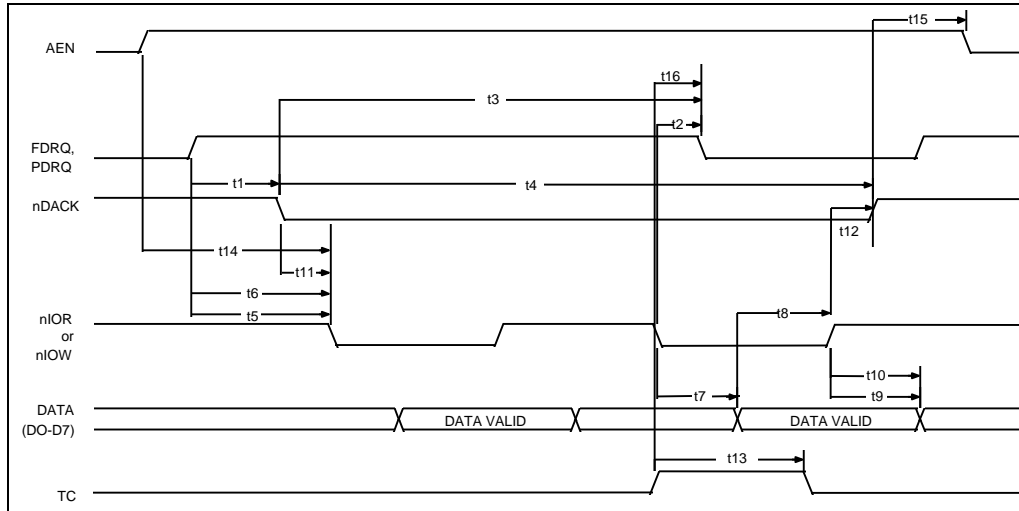 t15
AEN
t16
t3
t2
FDRQ,
PDRQ
t1
t4
nDACK
t12
t14
t11
t6
t8
t5
nIOR
or
nIOW
t10
t7
t9
DATA
(DO-D7)
DATA VALID
DATA VALID
t13
TC